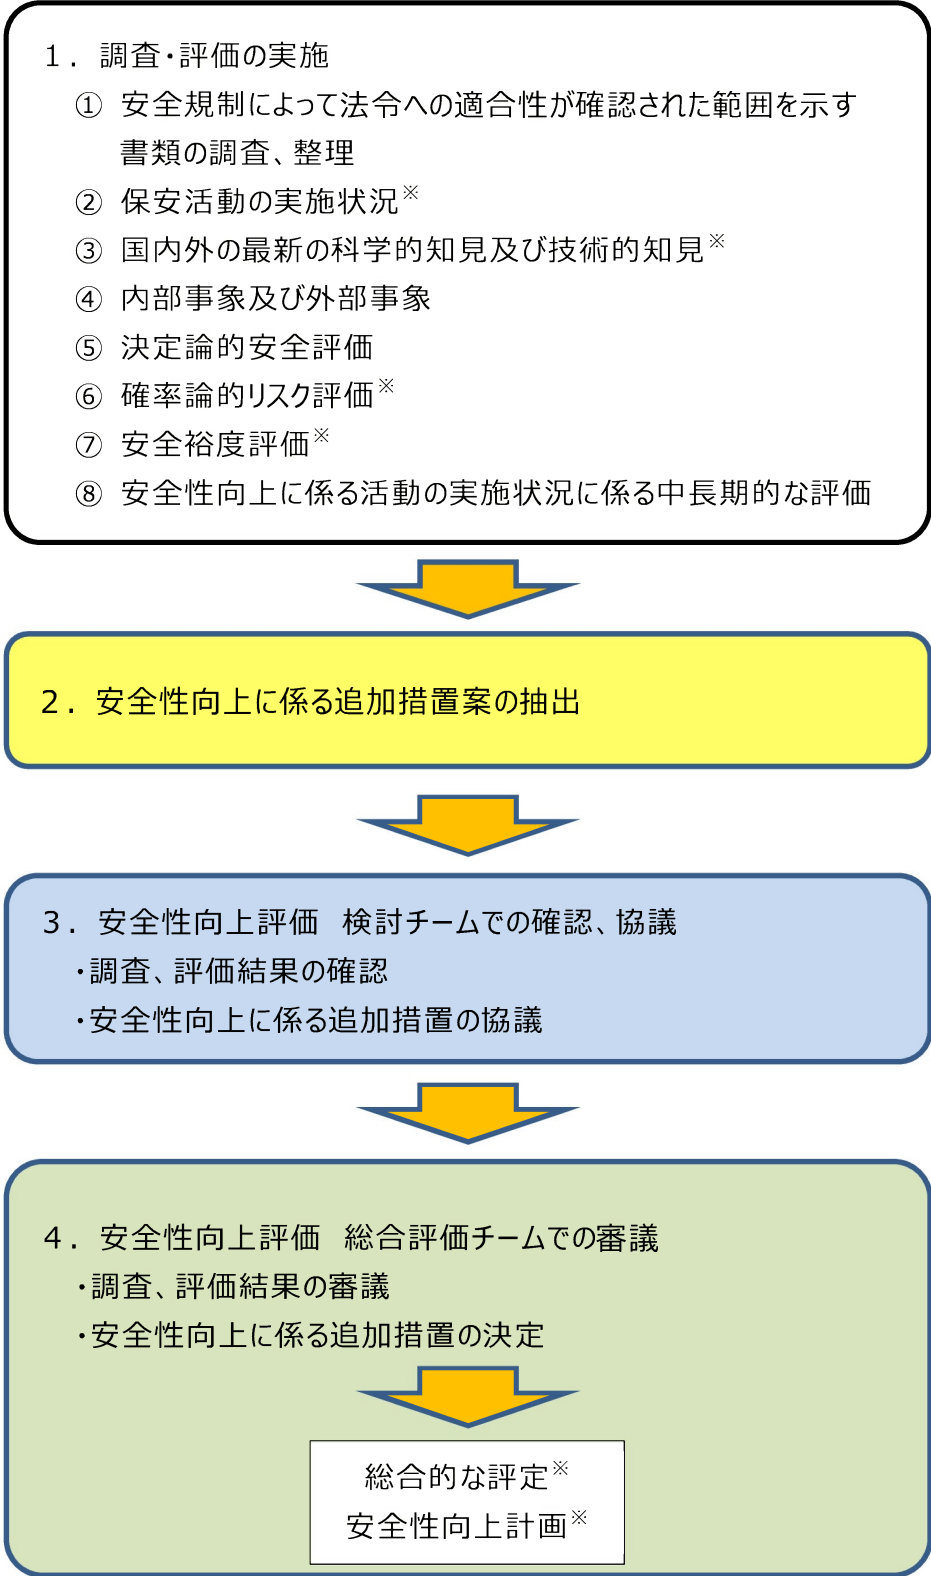 １．調査・評価の実施
① 安全規制によって法令への適合性が確認された範囲を示す
書類の調査、整理
② 保安活動の実施状況※
③ 国内外の最新の科学的知見及び技術的知見※
④ 内部事象及び外部事象
⑤ 決定論的安全評価
⑥ 確率論的リスク評価※
⑦ 安全裕度評価※
⑧ 安全性向上に係る活動の実施状況に係る中長期的な評価
２．安全性向上に係る追加措置案の抽出
３．安全性向上評価　検討チームでの確認、協議
・調査、評価結果の確認
・安全性向上に係る追加措置の協議
４．安全性向上評価　総合評価チームでの審議
・調査、評価結果の審議
・安全性向上に係る追加措置の決定
総合的な評定※
安全性向上計画※